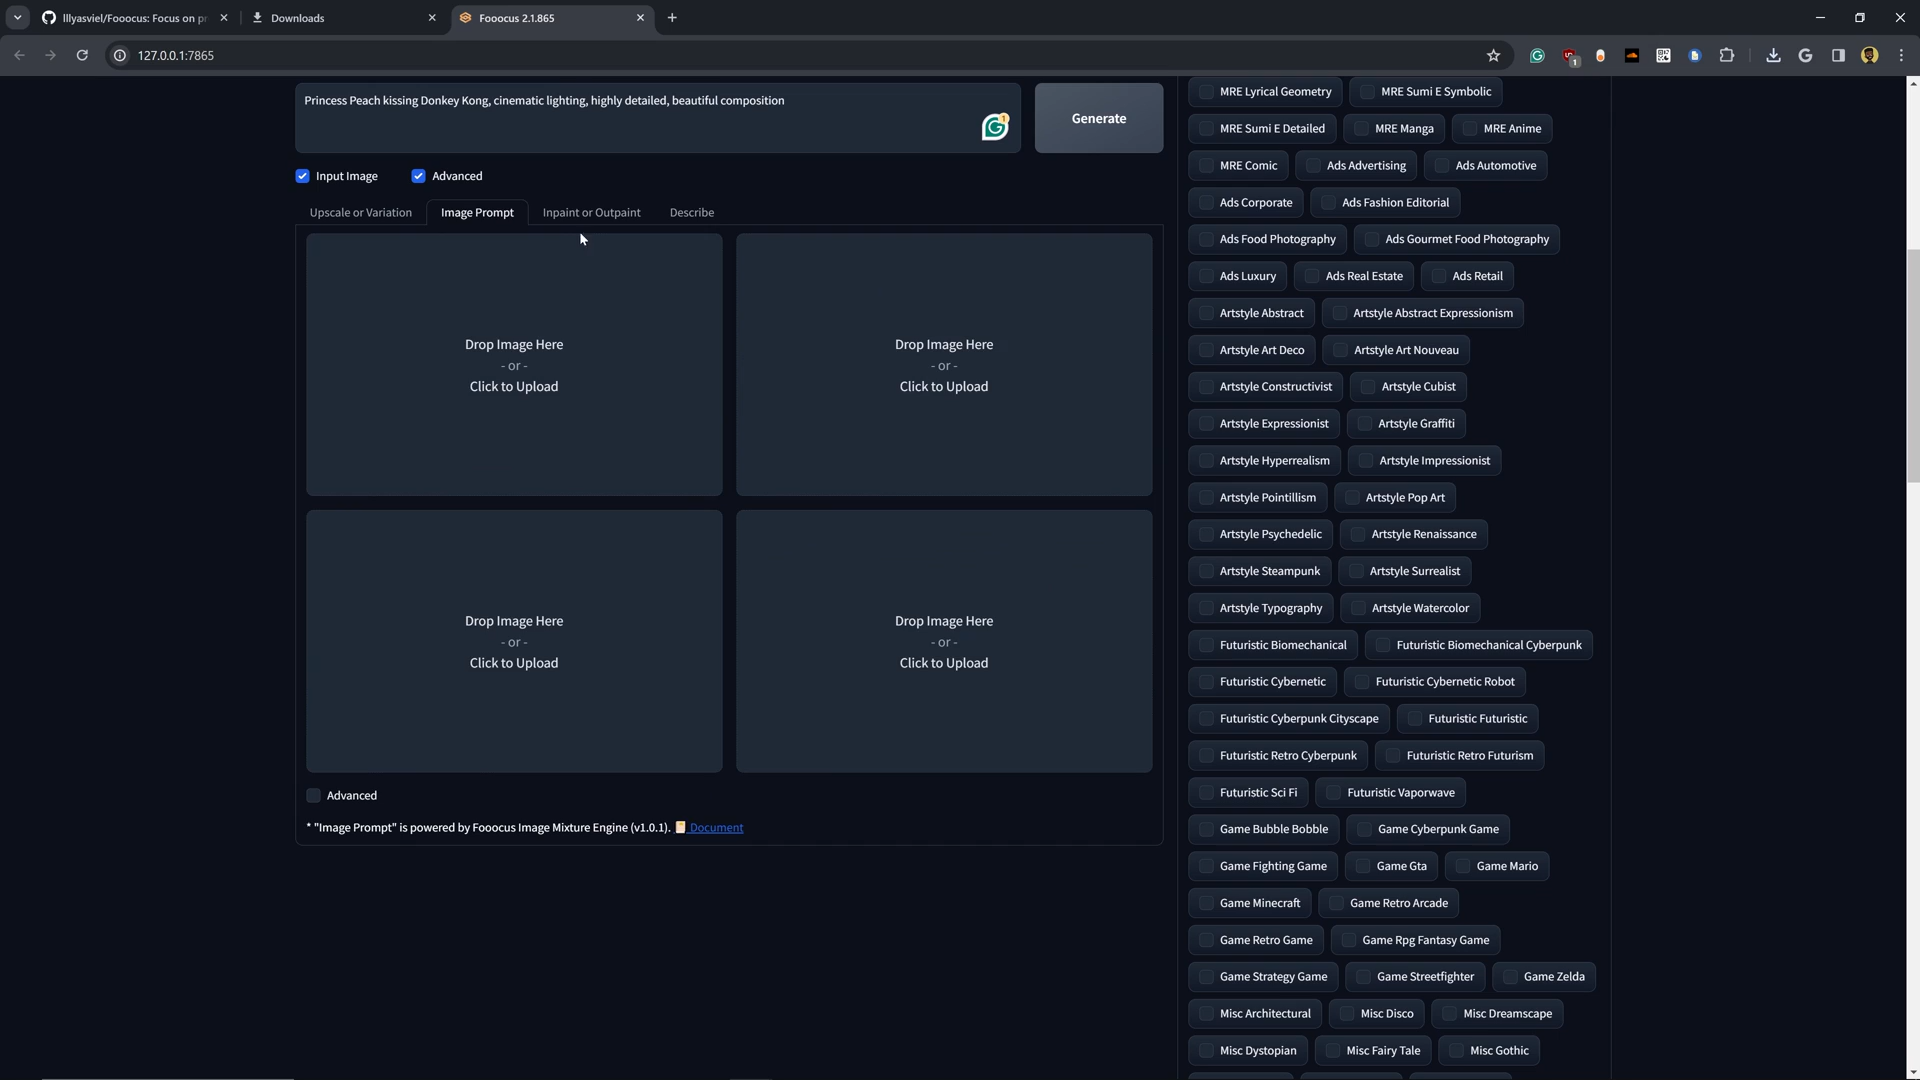 lllyasviel/Fooocus: Focus on pr
Downloads
Fooocus 2.1.865
127.0.0.1:7865
Princess Peach kissing Donkey Kong, cinematic lighting, highly detailed, beautiful composition
Generate
Input Image
Advanced
Upscale or Variation
Image Prompt
Inpaint or Outpaint
Describe
Drop Image Here
- or -
Click to Upload
Drop Image Here
- or -
Click to Upload
Drop Image Here
- or -
Click to Upload
Drop Image Here
- or -
Click to Upload
Advanced
* "Image Prompt" is powered by Fooocus Image Mixture Engine (v1.0.1). Document
MRE Lyrical Geometry MRE Sumi E Symbolic
MRE Sumi E Detailed MRE Manga MRE Anime
MRE Comic Ads Advertising Ads Automotive
Ads Corporate Ads Fashion Editorial
Ads Food Photography Ads Gourmet Food Photography
Ads Luxury Ads Real Estate Ads Retail
Artstyle Abstract Artstyle Abstract Expressionism
Artstyle Art Deco Artstyle Art Nouveau
Artstyle Constructivist Artstyle Cubist
Artstyle Expressionist Artstyle Graffiti
Artstyle Hyperrealism Artstyle Impressionist
Artstyle Pointillism Artstyle Pop Art
Artstyle Psychedelic Artstyle Renaissance
Artstyle Steampunk Artstyle Surrealist
Artstyle Typography Artstyle Watercolor
Futuristic Biomechanical Futuristic Biomechanical Cyberpunk
Futuristic Cybernetic Futuristic Cybernetic Robot
Futuristic Cyberpunk Cityscape Futuristic Futuristic
Futuristic Retro Cyberpunk Futuristic Retro Futurism
Futuristic Sci Fi Futuristic Vaporwave
Game Bubble Bobble Game Cyberpunk Game
Game Fighting Game Game Gta Game Mario
Game Minecraft Game Retro Arcade
Game Retro Game Game Rpg Fantasy Game
Game Strategy Game Game Streetfighter Game Zelda
Misc Architectural Misc Disco Misc Dreamscape
Misc Dystopian Misc Fairy Tale Misc Gothic